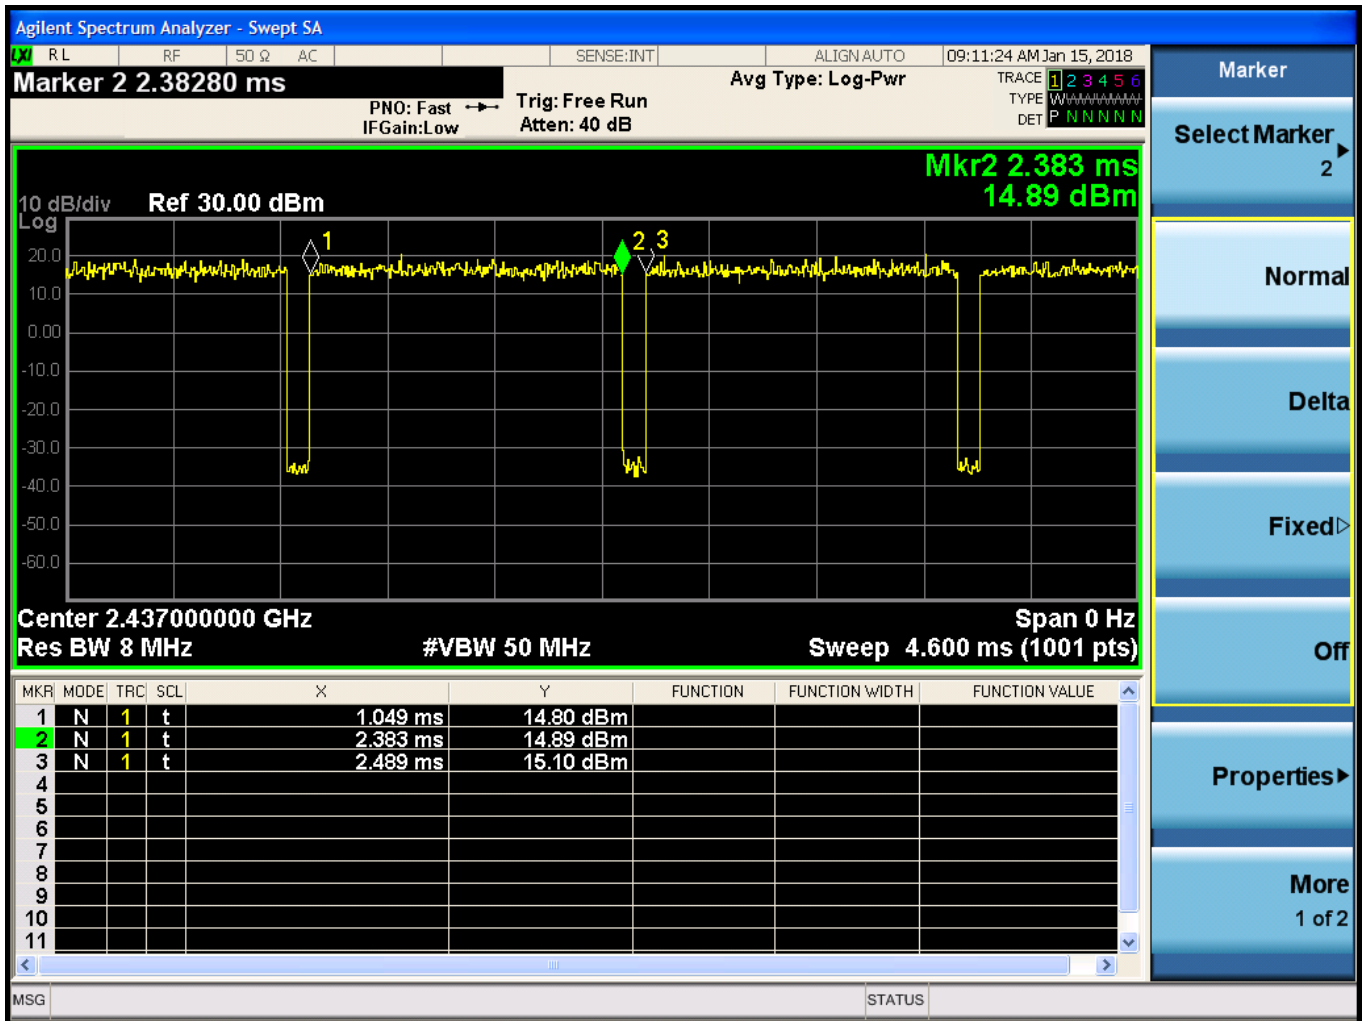 Agilent Spectrum Analyzer - Swept SA
LXI RL RF 50 Ω AC SENSE:INT ALIGN AUTO 09:11:24 AM Jan 15, 2018
Marker 2 2.38280 ms
PNO: Fast
IFGain:Low
Trig: Free Run
Atten: 40 dB
Avg Type: Log-Pwr
TRACE 1 2 3 4 5 6
TYPE WWWWWW
DET P N N N N N
Mkr2 2.383 ms
14.89 dBm
10 dB/div Ref 30.00 dBm
Log
1 2 3
20.0
10.0
0.00
-10.0
-20.0
-30.0
-40.0
-50.0
-60.0
Center 2.437000000 GHz Span 0 Hz
Res BW 8 MHz #VBW 50 MHz Sweep 4.600 ms (1001 pts)
MKR MODE TRC SCL X Y FUNCTION FUNCTION WIDTH FUNCTION VALUE
1 N 1 t 1.049 ms 14.80 dBm
2 N 1 t 2.383 ms 14.89 dBm
3 N 1 t 2.489 ms 15.10 dBm
4
5
6
7
8
9
10
11
MSG STATUS
Marker
Select Marker
2
Normal
Delta
Fixed
Off
Properties
More
1 of 2